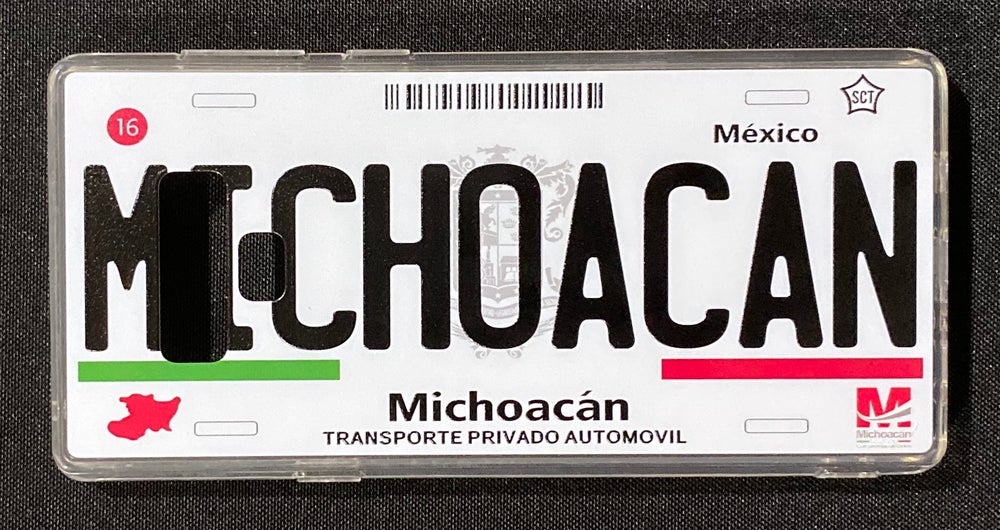 16
SCT
México
MICHOACAN
Michoacán
TRANSPORTE PRIVADO AUTOMOVIL
M
Michoacán